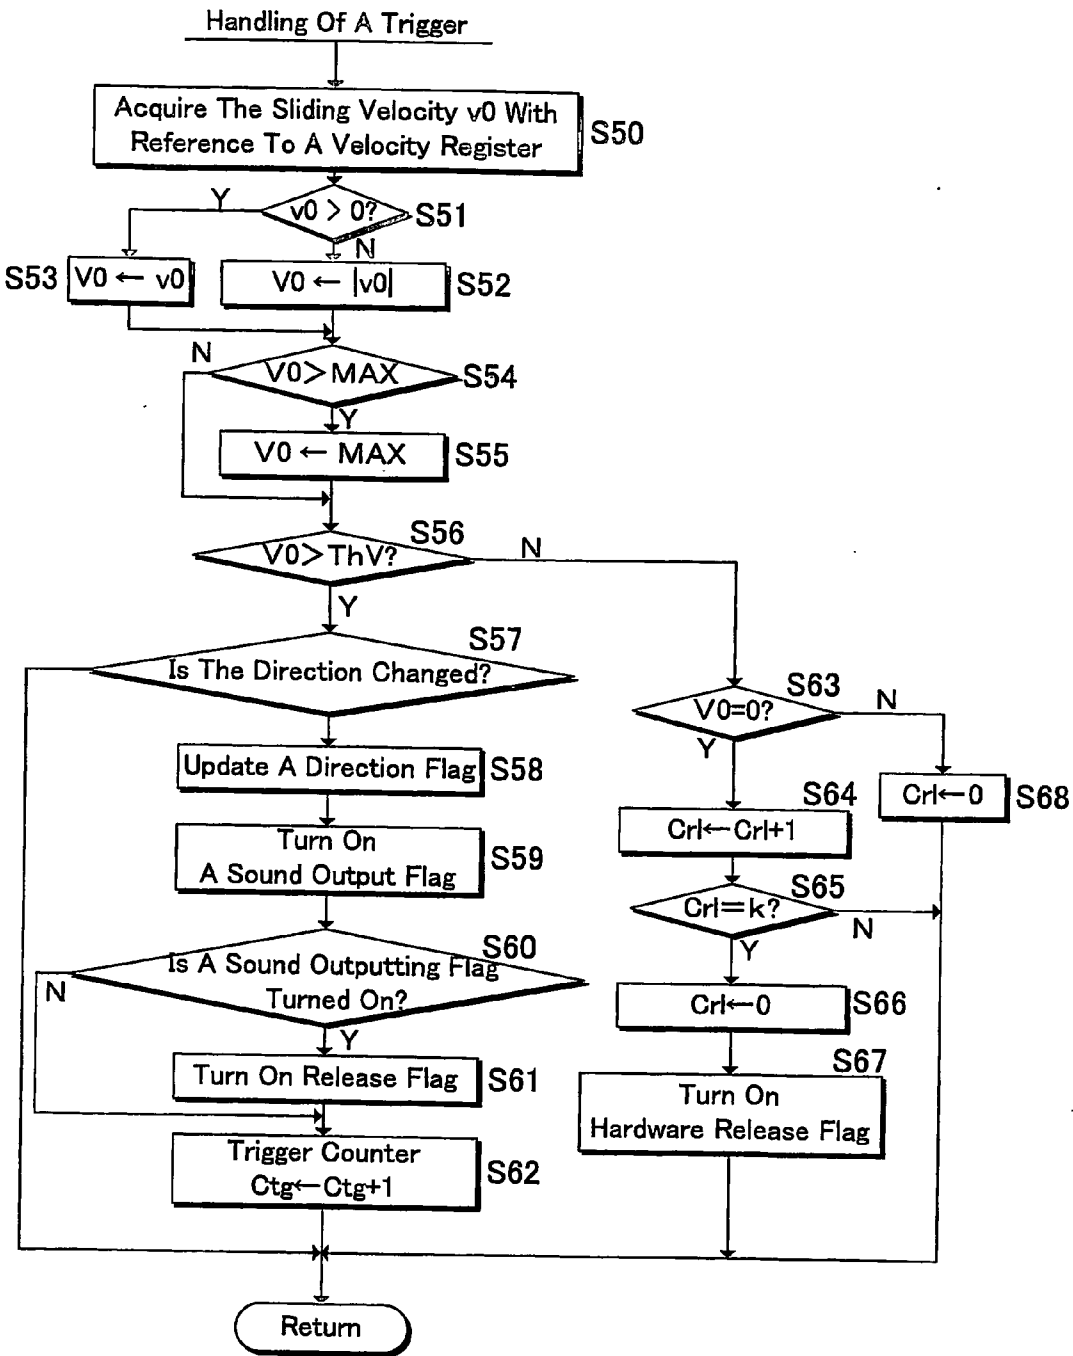 Handling Of A Trigger
Acquire The Sliding Velocity v0 With
Reference To A Velocity Register
S50
Y
v0 > 0?
S51
N
S53
V0 ← v0
V0 ← |v0|
S52
N
V0> MAX
S54
Y
V0 ← MAX
S55
V0>ThV?
S56
N
Y
S57
Is The Direction Changed?
S63
V0=0?
N
Y
Update A Direction Flag
S58
S64
Crl←Crl+1
Crl←0
S68
Turn On
A Sound Output Flag
S59
S65
Crl=k?
N
Y
S60
Is A Sound Outputting Flag
Turned On?
N
Y
Crl←0
S66
Turn On Release Flag
S61
S67
Turn On
Hardware Release Flag
Trigger Counter
Ctg←Ctg+1
S62
Return